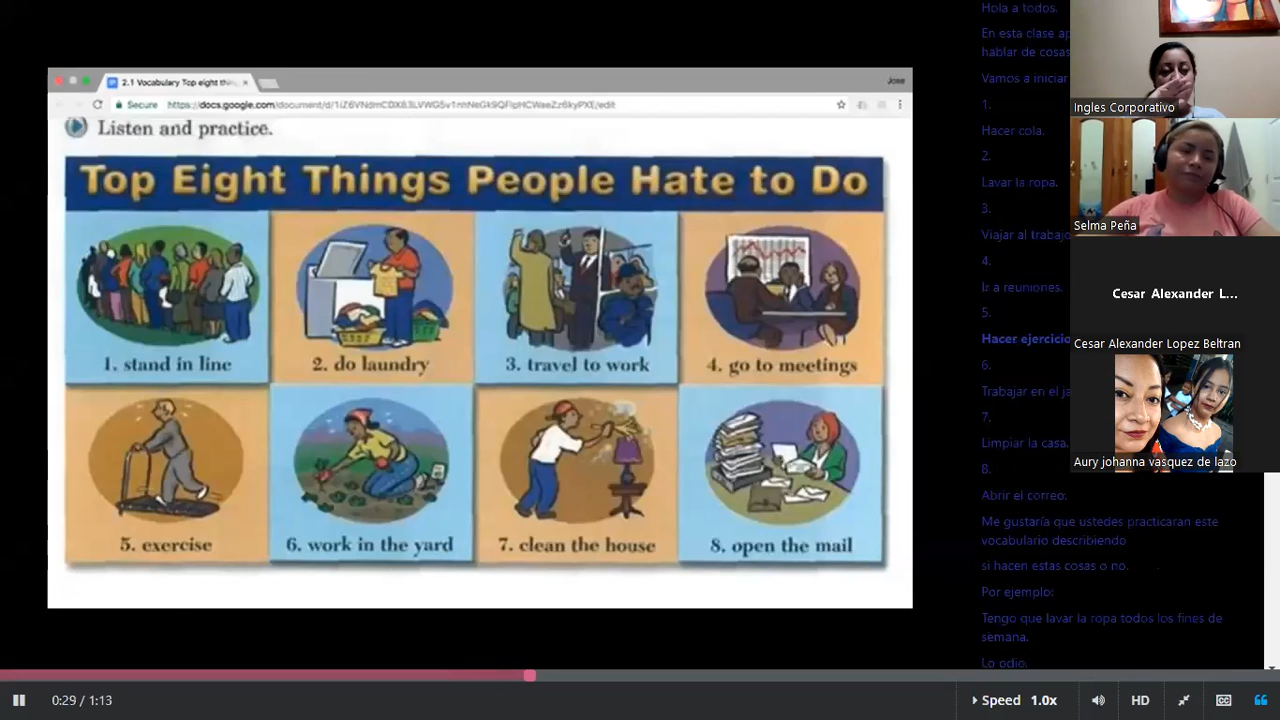 2.1 Vocabulary Top eight thi
Jose
Secure
Listen and practice.
Top Eight Things People Hate to Do
1. stand in line
2. do laundry
3. travel to work
4. go to meetings
5. exercise
6. work in the yard
7. clean the house
8. open the mail
Hola a todos.
En esta clase
hablar de cosas
Vamos a iniciar
1.
Hacer cola.
2.
Lavar la ropa.
3.
Viajar al trabajo
4.
Ir a reuniones.
5.
Hacer ejercicio
6.
Trabajar en el
7.
Limpiar la casa.
8.
Abrir el correo.
Me gustaría que ustedes practicaran este
vocabulario describiendo
si hacen estas cosas o no.
Por ejemplo:
Tengo que lavar la ropa todos los fines de
semana.
Lo odio.
Ingles Corporativo
Selma Peña
Cesar Alexander L...
Cesar Alexander Lopez Beltran
Aury johanna vasquez de lazo
0:29 / 1:13
Speed 1.0x
HD
CC